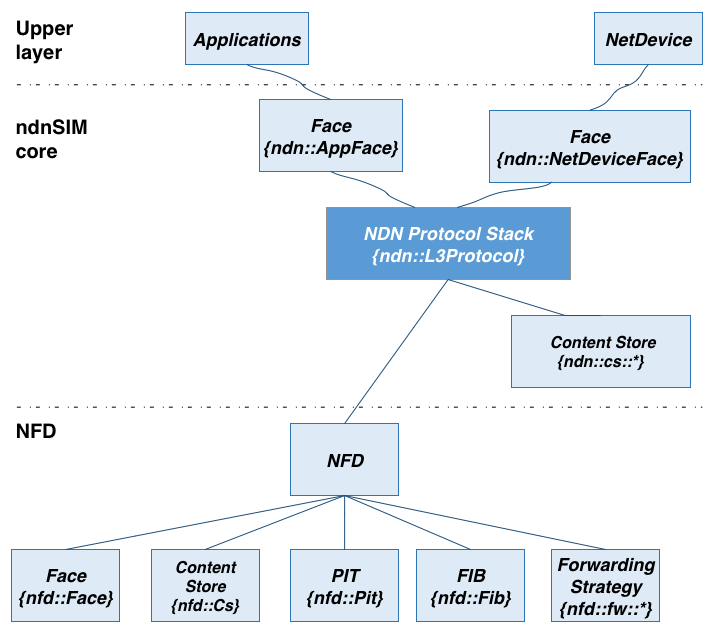 Upper
layer
Applications
NetDevice
ndnSIM
core
Face
{ndn::AppFace}
Face
{ndn::NetDeviceFace}
NDN Protocol Stack
{ndn::L3Protocol}
Content Store
{ndn::cs::*}
NFD
NFD
Face
{nfd::Face}
Content
Store
{nfd::Cs}
PIT
{nfd::Pit}
FIB
{nfd::Fib}
Forwarding
Strategy
{nfd::fw::*}